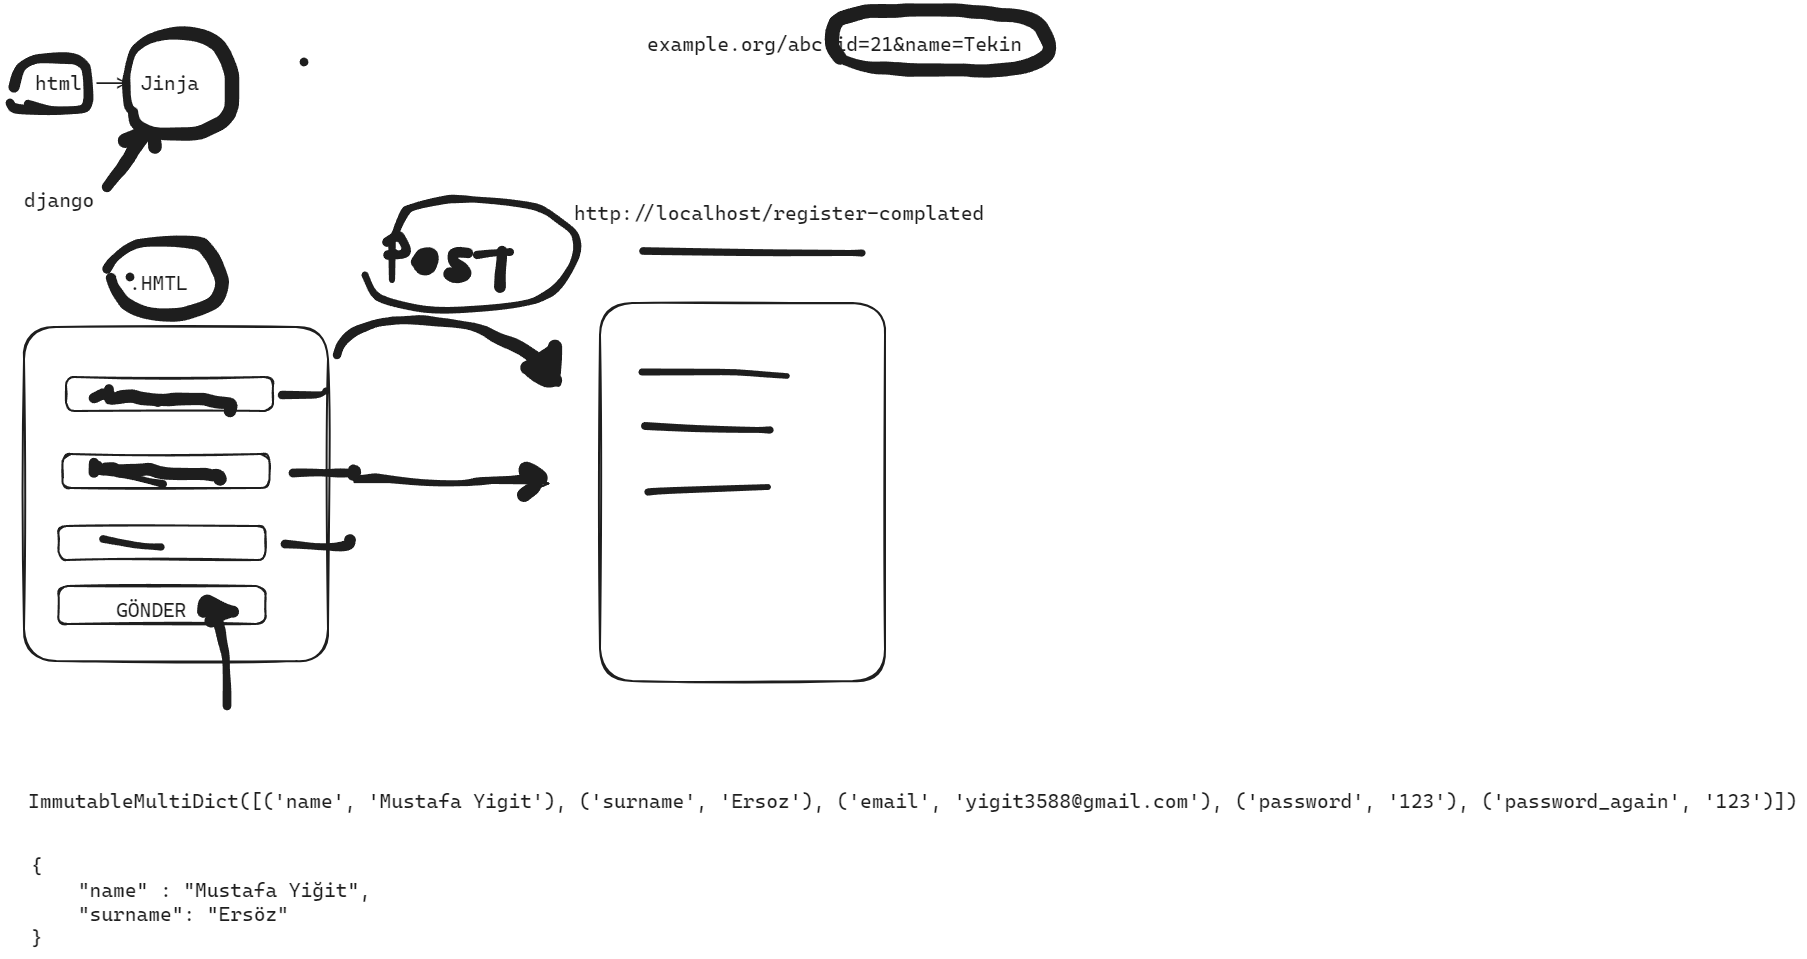 example.org/abc id=21&name=Tekin
html
Jinja
django
http://localhost/register-complated
POST
.HMTL
GÖNDER
ImmutableMultiDict([('name', 'Mustafa Yigit'), ('surname', 'Ersoz'), ('email', 'yigit3588@gmail.com'), ('password', '123'), ('password_again', '123')])
{
"name" : "Mustafa Yiğit",
"surname": "Ersöz"
}